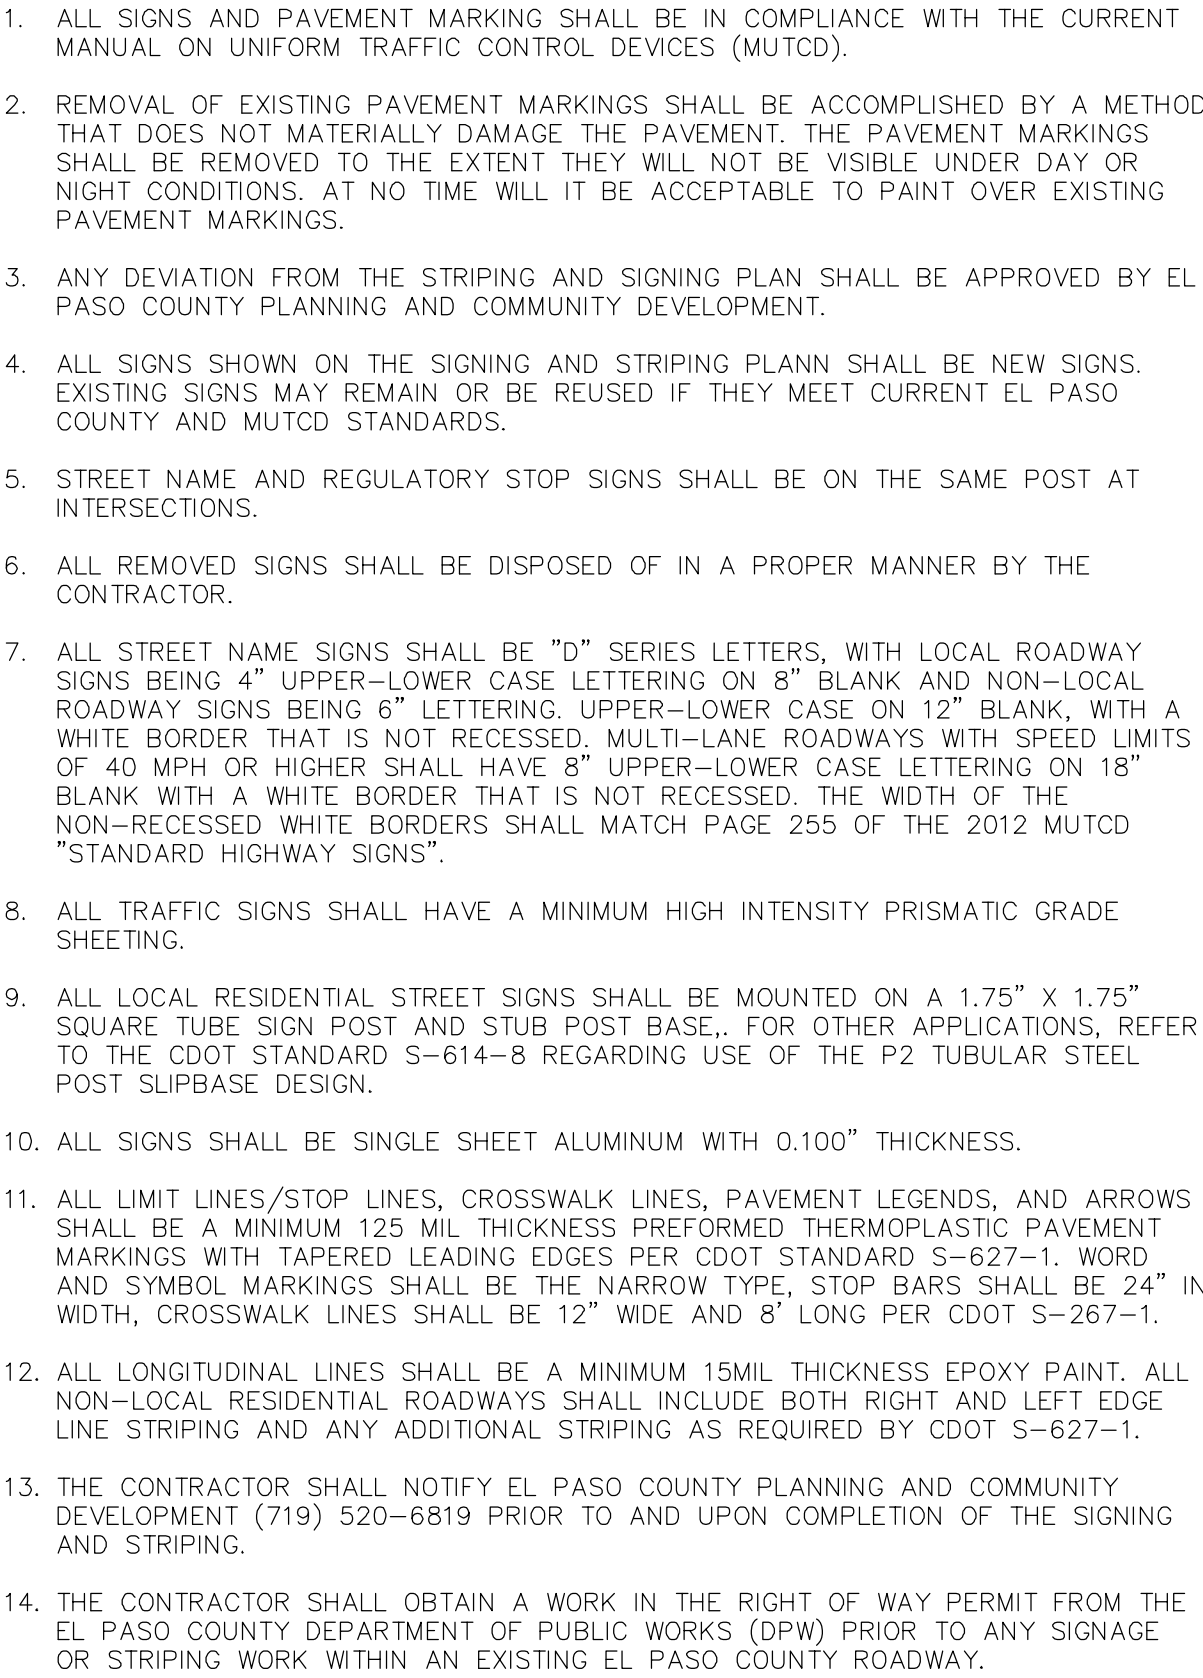 1. ALL SIGNS AND PAVEMENT MARKING SHALL BE IN COMPLIANCE WITH THE CURRENT
MANUAL ON UNIFORM TRAFFIC CONTROL DEVICES (MUTCD).
2. REMOVAL OF EXISTING PAVEMENT MARKINGS SHALL BE ACCOMPLISHED BY A METHOD
THAT DOES NOT MATERIALLY DAMAGE THE PAVEMENT. THE PAVEMENT MARKINGS
SHALL BE REMOVED TO THE EXTENT THEY WILL NOT BE VISIBLE UNDER DAY OR
NIGHT CONDITIONS. AT NO TIME WILL IT BE ACCEPTABLE TO PAINT OVER EXISTING
PAVEMENT MARKINGS.
3. ANY DEVIATION FROM THE STRIPING AND SIGNING PLAN SHALL BE APPROVED BY EL
PASO COUNTY PLANNING AND COMMUNITY DEVELOPMENT.
4. ALL SIGNS SHOWN ON THE SIGNING AND STRIPING PLANN SHALL BE NEW SIGNS.
EXISTING SIGNS MAY REMAIN OR BE REUSED IF THEY MEET CURRENT EL PASO
COUNTY AND MUTCD STANDARDS.
5. STREET NAME AND REGULATORY STOP SIGNS SHALL BE ON THE SAME POST AT
INTERSECTIONS.
6. ALL REMOVED SIGNS SHALL BE DISPOSED OF IN A PROPER MANNER BY THE
CONTRACTOR.
7. ALL STREET NAME SIGNS SHALL BE "D" SERIES LETTERS, WITH LOCAL ROADWAY
SIGNS BEING 4" UPPER-LOWER CASE LETTERING ON 8" BLANK AND NON-LOCAL
ROADWAY SIGNS BEING 6" LETTERING. UPPER-LOWER CASE ON 12" BLANK, WITH A
WHITE BORDER THAT IS NOT RECESSED. MULTI-LANE ROADWAYS WITH SPEED LIMITS
OF 40 MPH OR HIGHER SHALL HAVE 8" UPPER-LOWER CASE LETTERING ON 18"
BLANK WITH A WHITE BORDER THAT IS NOT RECESSED. THE WIDTH OF THE
NON-RECESSED WHITE BORDERS SHALL MATCH PAGE 255 OF THE 2012 MUTCD
"STANDARD HIGHWAY SIGNS".
8. ALL TRAFFIC SIGNS SHALL HAVE A MINIMUM HIGH INTENSITY PRISMATIC GRADE
SHEETING.
9. ALL LOCAL RESIDENTIAL STREET SIGNS SHALL BE MOUNTED ON A 1.75" X 1.75"
SQUARE TUBE SIGN POST AND STUB POST BASE,. FOR OTHER APPLICATIONS, REFER
TO THE CDOT STANDARD S-614-8 REGARDING USE OF THE P2 TUBULAR STEEL
POST SLIPBASE DESIGN.
10. ALL SIGNS SHALL BE SINGLE SHEET ALUMINUM WITH 0.100" THICKNESS.
11. ALL LIMIT LINES/STOP LINES, CROSSWALK LINES, PAVEMENT LEGENDS, AND ARROWS
SHALL BE A MINIMUM 125 MIL THICKNESS PREFORMED THERMOPLASTIC PAVEMENT
MARKINGS WITH TAPERED LEADING EDGES PER CDOT STANDARD S-627-1. WORD
AND SYMBOL MARKINGS SHALL BE THE NARROW TYPE, STOP BARS SHALL BE 24" IN
WIDTH, CROSSWALK LINES SHALL BE 12" WIDE AND 8' LONG PER CDOT S-267-1.
12. ALL LONGITUDINAL LINES SHALL BE A MINIMUM 15MIL THICKNESS EPOXY PAINT. ALL
NON-LOCAL RESIDENTIAL ROADWAYS SHALL INCLUDE BOTH RIGHT AND LEFT EDGE
LINE STRIPING AND ANY ADDITIONAL STRIPING AS REQUIRED BY CDOT S-627-1.
13. THE CONTRACTOR SHALL NOTIFY EL PASO COUNTY PLANNING AND COMMUNITY
DEVELOPMENT (719) 520-6819 PRIOR TO AND UPON COMPLETION OF THE SIGNING
AND STRIPING.
14. THE CONTRACTOR SHALL OBTAIN A WORK IN THE RIGHT OF WAY PERMIT FROM THE
EL PASO COUNTY DEPARTMENT OF PUBLIC WORKS (DPW) PRIOR TO ANY SIGNAGE
OR STRIPING WORK WITHIN AN EXISTING EL PASO COUNTY ROADWAY.